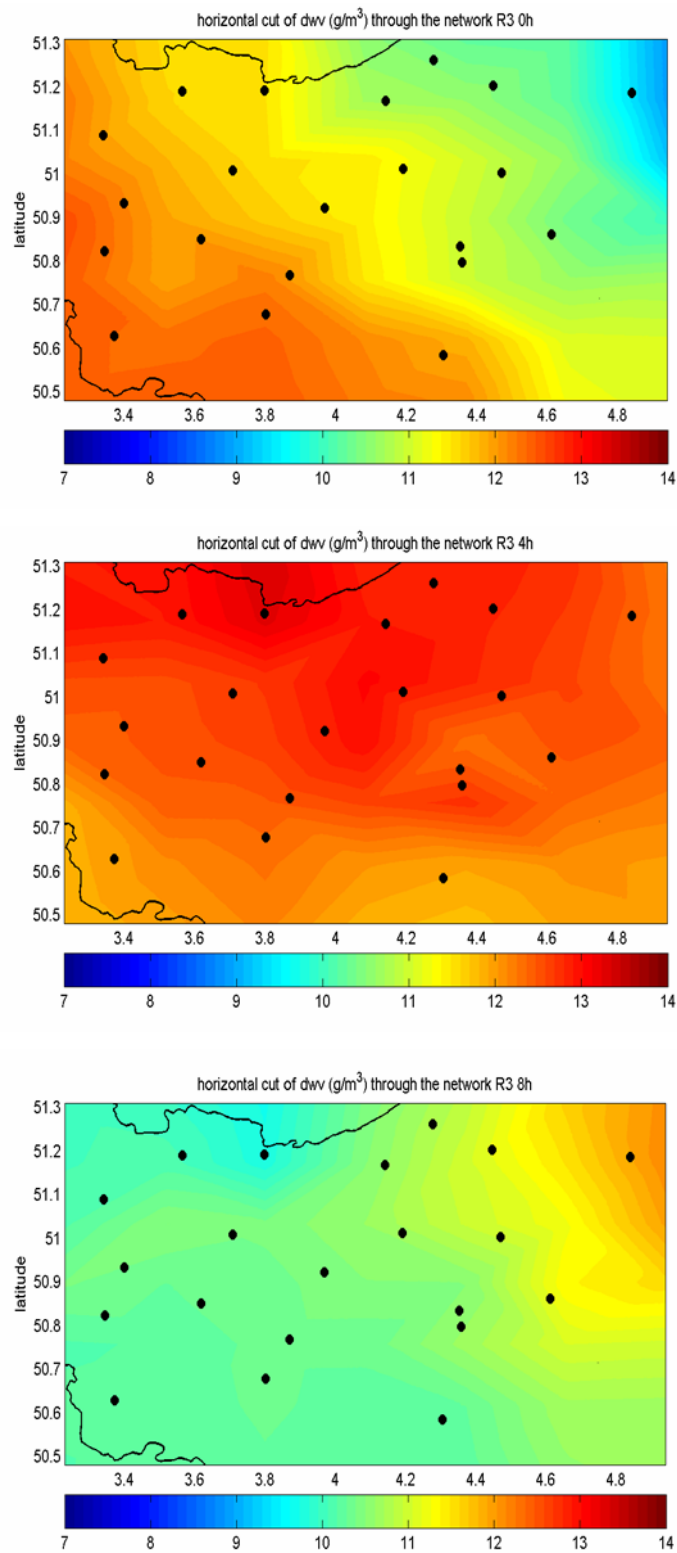 horizontal cut of dwv (g/m³) through the network R3 0h
51.3
51.2
51.1
51
50.9
50.8
50.7
50.6
50.5
latitude
3.4 3.6 3.8 4 4.2 4.4 4.6 4.8
7 8 9 10 11 12 13 14
horizontal cut of dwv (g/m³) through the network R3 4h
51.3
51.2
51.1
51
50.9
50.8
50.7
50.6
50.5
latitude
3.4 3.6 3.8 4 4.2 4.4 4.6 4.8
7 8 9 10 11 12 13 14
horizontal cut of dwv (g/m³) through the network R3 8h
51.3
51.2
51.1
51
50.9
50.8
50.7
50.6
50.5
latitude
3.4 3.6 3.8 4 4.2 4.4 4.6 4.8
7 8 9 10 11 12 13 14